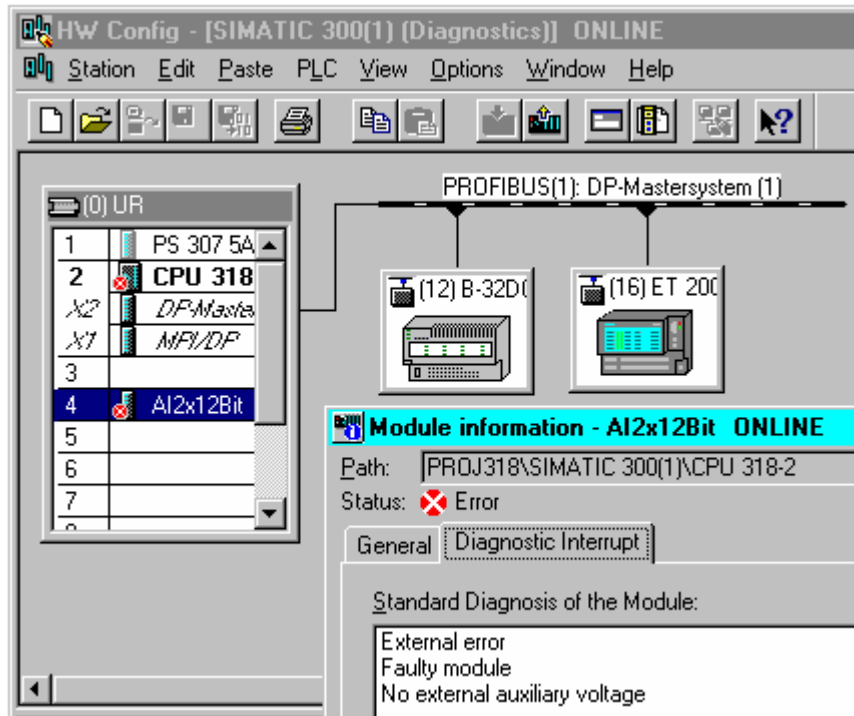 HW Config - [SIMATIC 300(1) (Diagnostics)] ONLINE
Station Edit Paste PLC View Options Window Help
PROFIBUS(1): DP-Mastersystem (1)
(0) UR
1 PS 307 5A
2 CPU 318
X2 DP-Master
X1 MPI/DP
3
4 AI2x12Bit
5
6
7
(12) B-32D
(16) ET 200
Module information - AI2x12Bit ONLINE
Path: PROJ318\SIMATIC 300(1)\CPU 318-2
Status: Error
General Diagnostic Interrupt
Standard Diagnosis of the Module:
External error
Faulty module
No external auxiliary voltage